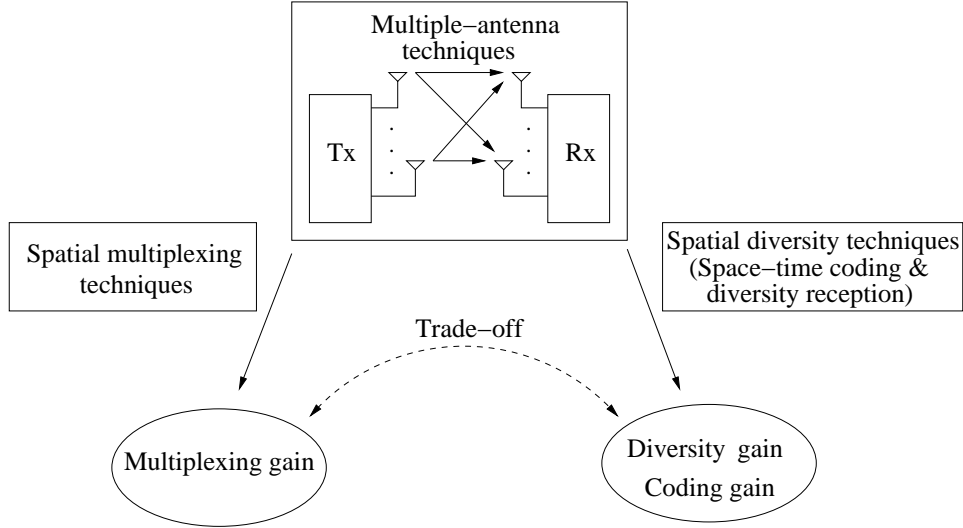 Multiple−antenna
techniques
Tx
Rx
Spatial multiplexing
techniques
Spatial diversity techniques
(Space−time coding &
diversity reception)
Trade−off
Multiplexing gain
Diversity gain
Coding gain